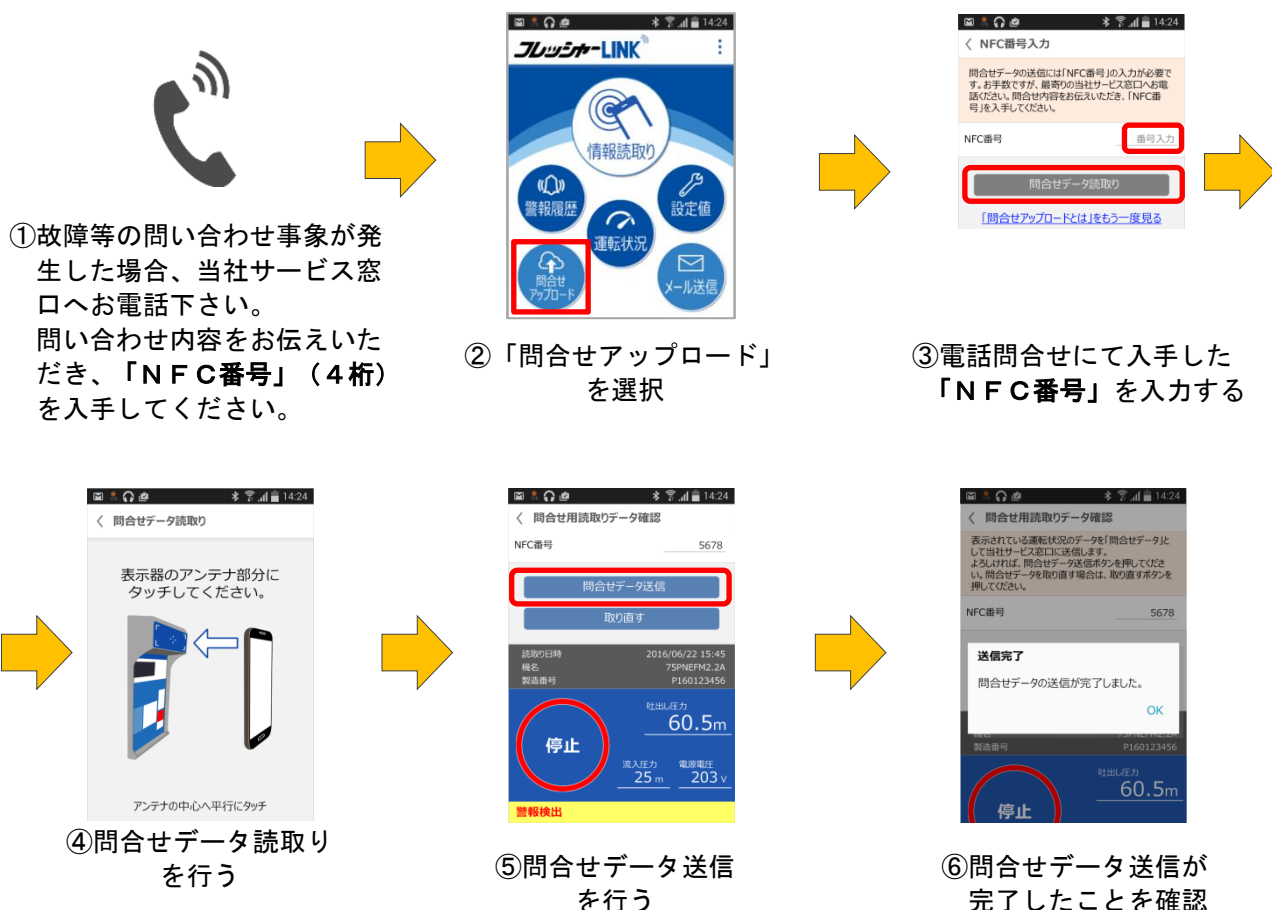 ①故障等の問い合わせ事象が発
生した場合、当社サービス窓
口へお電話下さい。
問い合わせ内容をお伝えいた
だき、「ＮＦＣ番号」（４桁）
を入手してください。
14:24
フレッシャーLINK®
情報読取り
警報履歴
設定値
運転状況
問合せ
アップロード
メール送信
②「問合せアップロード」
を選択
14:24
〈 NFC番号入力
問合せデータの送信には「NFC番号」の入力が必要で
す。お手数ですが、最寄りの当社サービス窓口へお電
話ください。問合せ内容をお伝えいただき、「NFC番
号」を入手してください。
NFC番号 番号入力
問合せデータ読取り
「問合せアップロードとは」をもう一度見る
③電話問合せにて入手した
「ＮＦＣ番号」を入力する
14:24
〈 問合せデータ読取り
表示器のアンテナ部分に
タッチしてください。
アンテナの中心へ平行にタッチ
④問合せデータ読取り
を行う
14:24
〈 問合せ用読取りデータ確認
NFC番号 5678
問合せデータ送信
取り直す
読取り日時 2016/06/22 15:45
機名 75PNEFM2.2A
製造番号 P160123456
停止
吐出し圧力
60.5m
流入圧力 電源電圧
25 m 203 v
警報検出
⑤問合せデータ送信
を行う
14:24
〈 問合せ用読取りデータ確認
表示されている運転状況のデータを「問合せデータ」と
して当社サービス窓口に送信します。
よろしければ、問合せデータ送信ボタンを押してくださ
い。問合せデータを取り直す場合は、取り直すボタンを
押してください。
NFC番号 5678
送信完了
問合せデータの送信が完了しました。
OK
機名 75PNEFM2.2A
製造番号 P160123456
吐出し圧力
60.5m
停止
⑥問合せデータ送信が
完了したことを確認